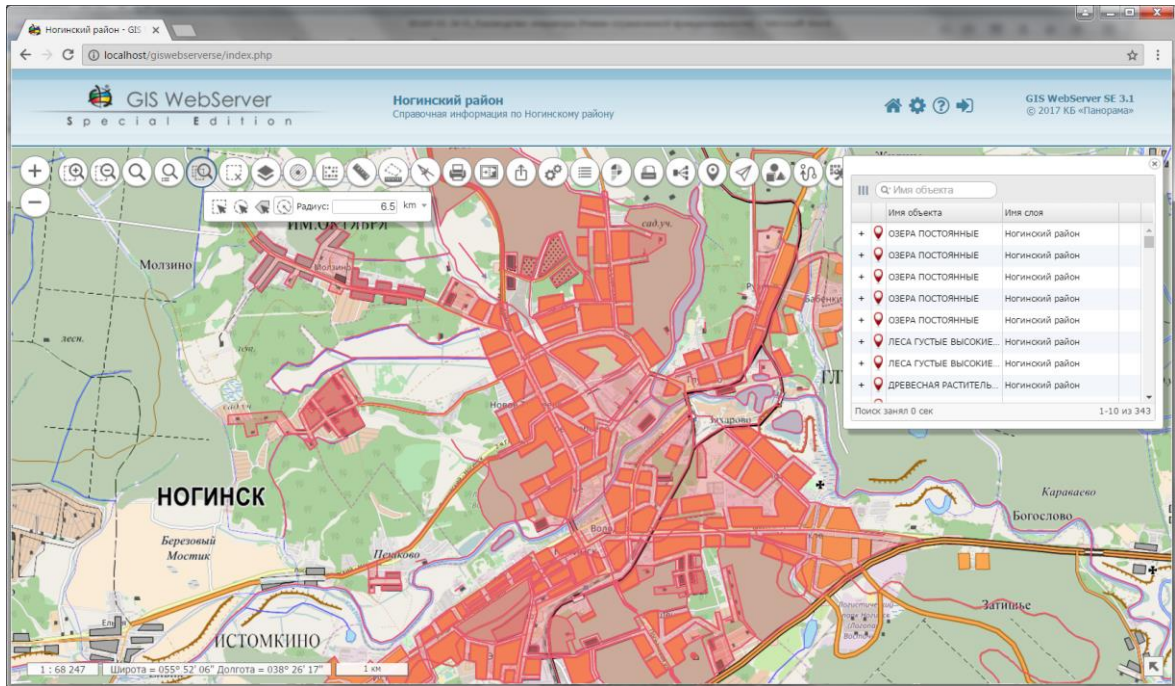 Ногинский район - GIS
localhost/giswebserverse/index.php
GIS WebServer
Special Edition
Ногинский район
Справочная информация по Ногинскому району
GIS WebServer SE 3.1
© 2017 КБ «Панорама»
Радиус: 6.5 km
Имя объекта
Имя объекта Имя слоя
ОЗЕРА ПОСТОЯННЫЕ Ногинский район
ОЗЕРА ПОСТОЯННЫЕ Ногинский район
ОЗЕРА ПОСТОЯННЫЕ Ногинский район
ОЗЕРА ПОСТОЯННЫЕ Ногинский район
ОЗЕРА ПОСТОЯННЫЕ Ногинский район
ЛЕСА ГУСТЫЕ ВЫСОКИЕ... Ногинский район
ЛЕСА ГУСТЫЕ ВЫСОКИЕ... Ногинский район
ДРЕВЕСНАЯ РАСТИТЕЛЬ... Ногинский район
Поиск занял 0 сек 1-10 из 343
ИМ.ОКТЯБРЯ
сад.уч.
Молзино
Молзино
лесн.
сад.уч.
НОГИНСК
Караваево
Богослово
Березовый
Мостик
Пешково
Затишье
ИСТОМКИНО
1 : 68 247 Широта = 055° 52' 06" Долгота = 038° 26' 17" 1 км